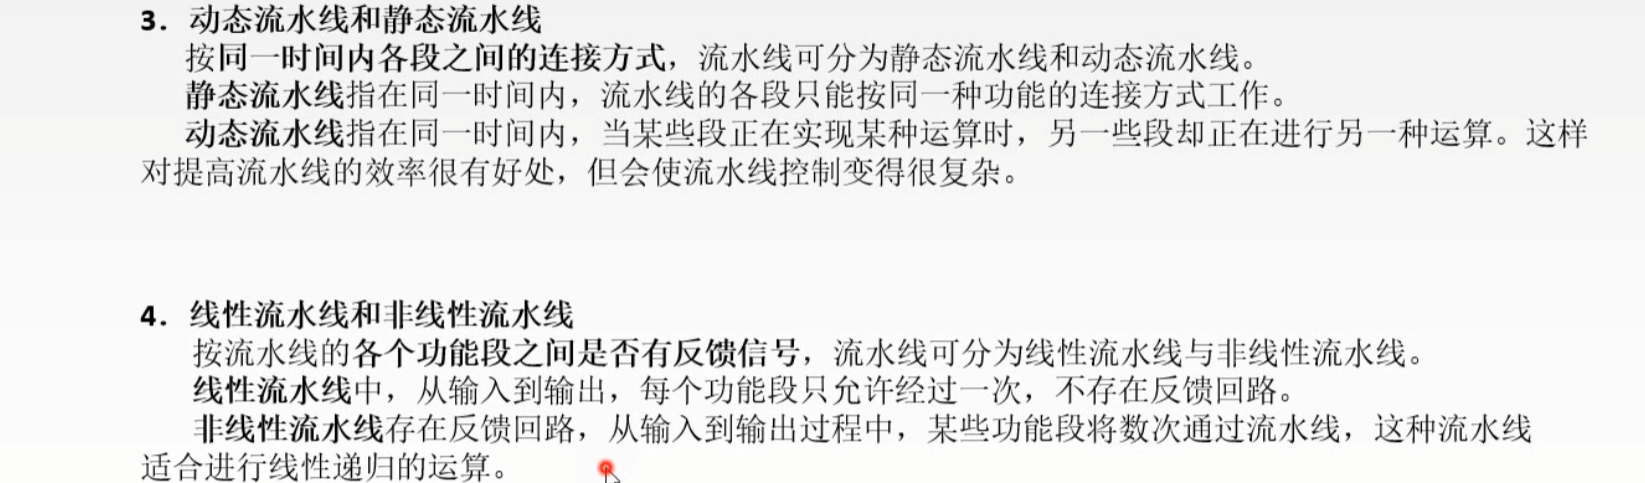 3. 动态流水线和静态流水线
按同一时间内各段之间的连接方式，流水线可分为静态流水线和动态流水线。
静态流水线指在同一时间内，流水线的各段只能按同一种功能的连接方式工作。
动态流水线指在同一时间内，当某些段正在实现某种运算时，另一些段却正在进行另一种运算。这样
对提高流水线的效率很有好处，但会使流水线控制变得很复杂。
4. 线性流水线和非线性流水线
按流水线的各个功能段之间是否有反馈信号，流水线可分为线性流水线与非线性流水线。
线性流水线中，从输入到输出，每个功能段只允许经过一次，不存在反馈回路。
非线性流水线存在反馈回路，从输入到输出过程中，某些功能段将数次通过流水线，这种流水线
适合进行线性递归的运算。